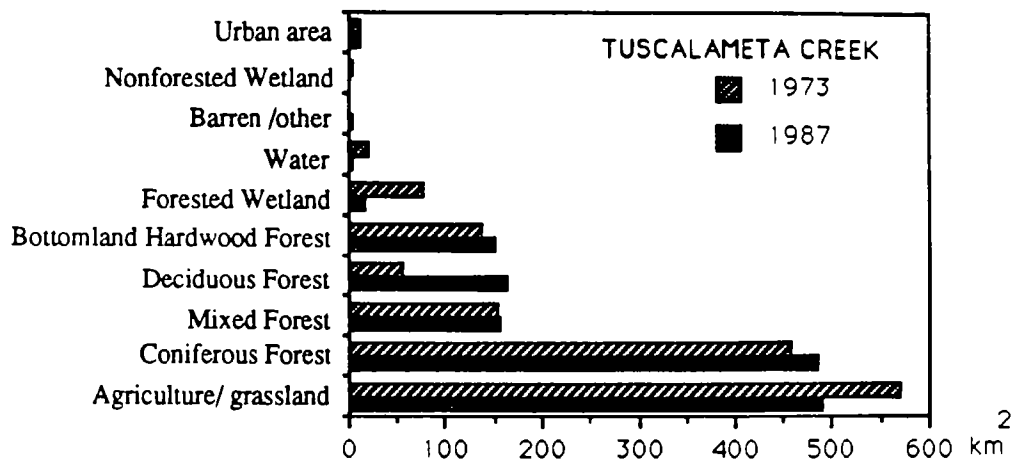 Urban area
TUSCALAMETA CREEK
Nonforested Wetland
1973
Barren /other
1987
Water
Forested Wetland
Bottomland Hardwood Forest
Deciduous Forest
Mixed Forest
Coniferous Forest
Agriculture/ grassland
0 100 200 300 400 500 600 km 2